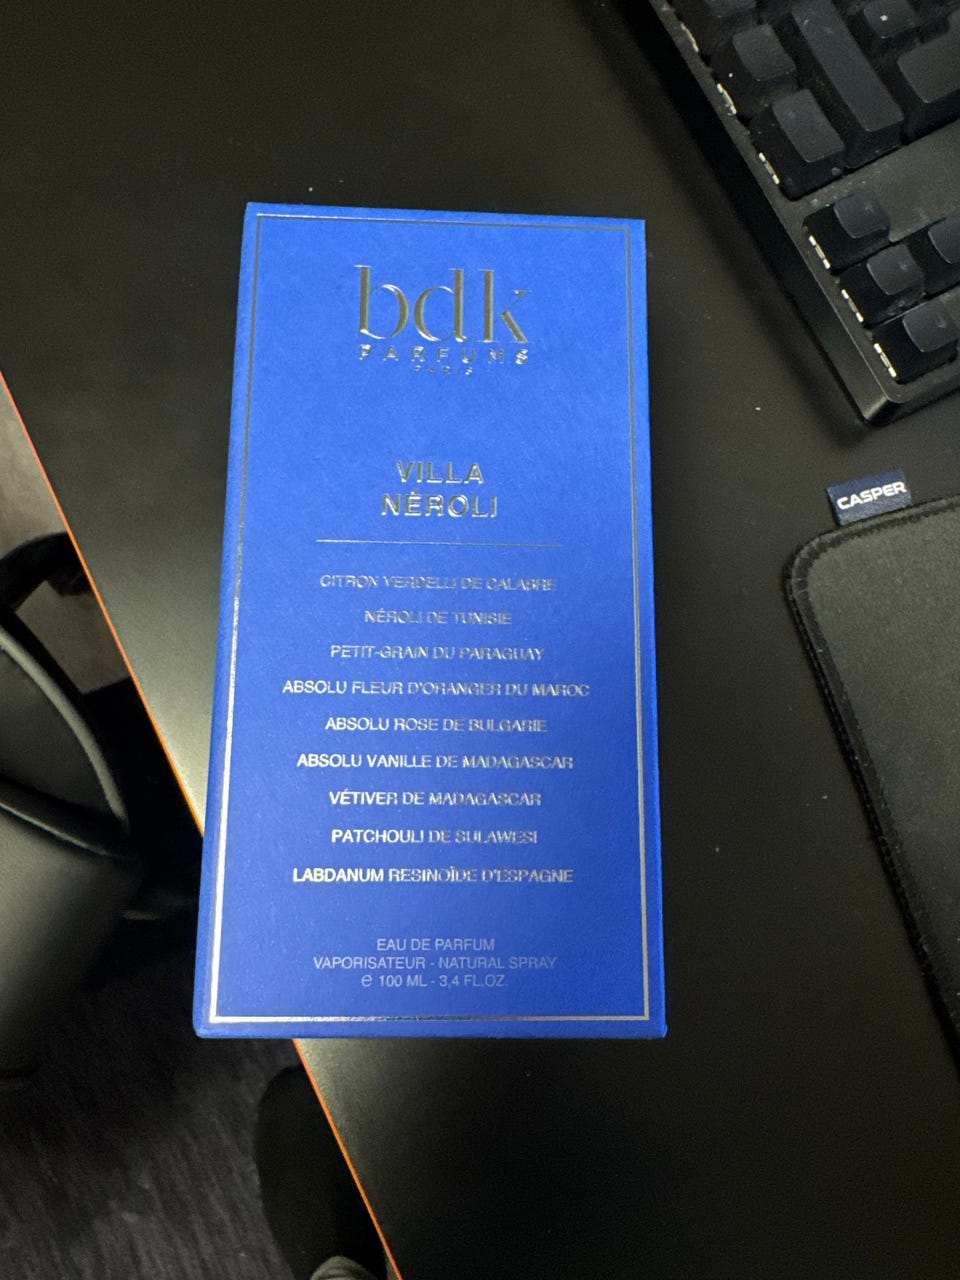 bdk
PARFUMS
PARIS
VILLA
NÉROLI
CITRON VERDELLI DE CALABRE
NÉROLI DE TUNISIE
PETIT-GRAIN DU PARAGUAY
ABSOLU FLEUR D'ORANGER DU MAROC
ABSOLU ROSE DE BULGARIE
ABSOLU VANILLE DE MADAGASCAR
VÉTIVER DE MADAGASCAR
PATCHOULI DE SULAWESI
LABDANUM RESINOÏDE D'ESPAGNE
EAU DE PARFUM
VAPORISATEUR - NATURAL SPRAY
℮ 100 ML - 3,4 FL.OZ.
CASPER